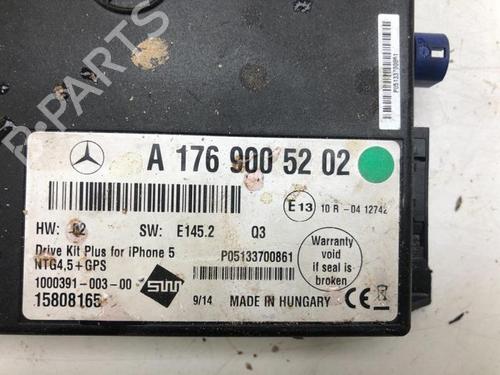 B-PARTS
P05133700861
A 176 900 52 02
E13 10 R -04 12742
HW: 02 SW: E145.2 Q3
Drive Kit Plus for iPhone 5
NTG4,5+GPS
P05133700861
Warranty
void if
seal is
broken
1000391-003-00
15808165
9/14 MADE IN HUNGARY CE